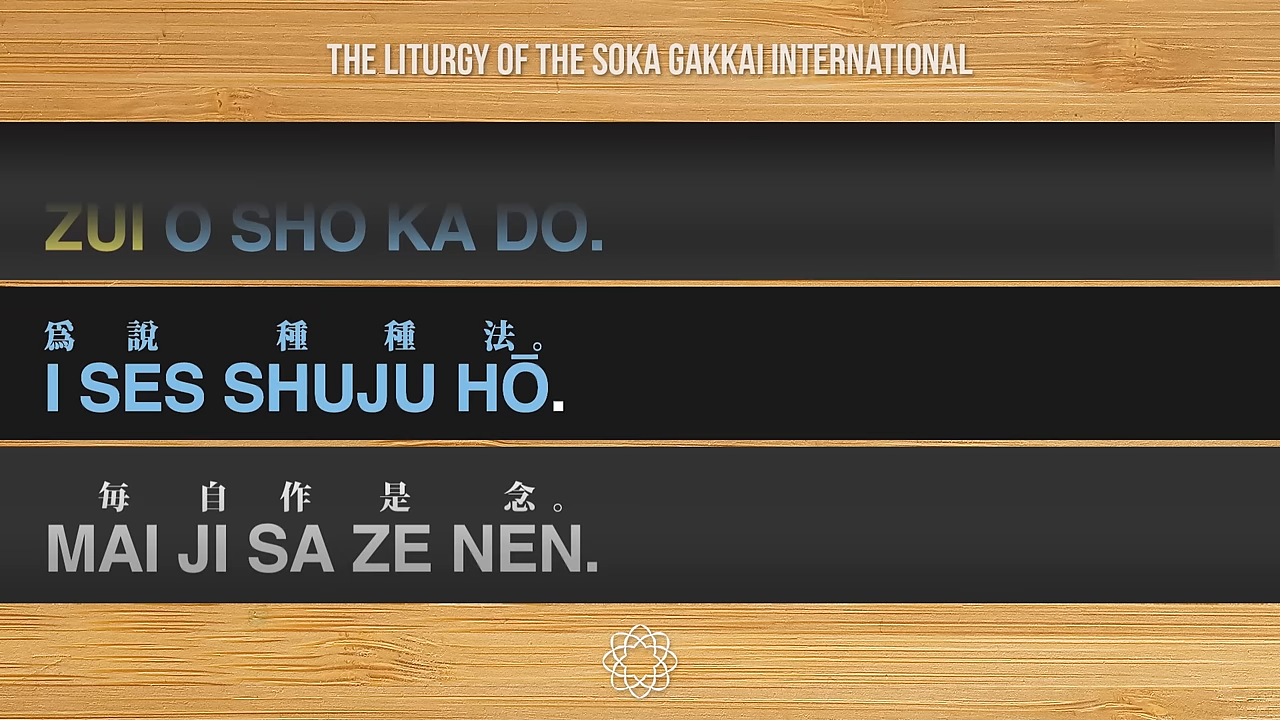 THE LITURGY OF THE SOKA GAKKAI INTERNATIONAL
ZUI O SHO KA DO.
爲 說 種 種 法。
I SES SHUJU HŌ.
毎 自 作 是 念。
MAI JI SA ZE NEN.